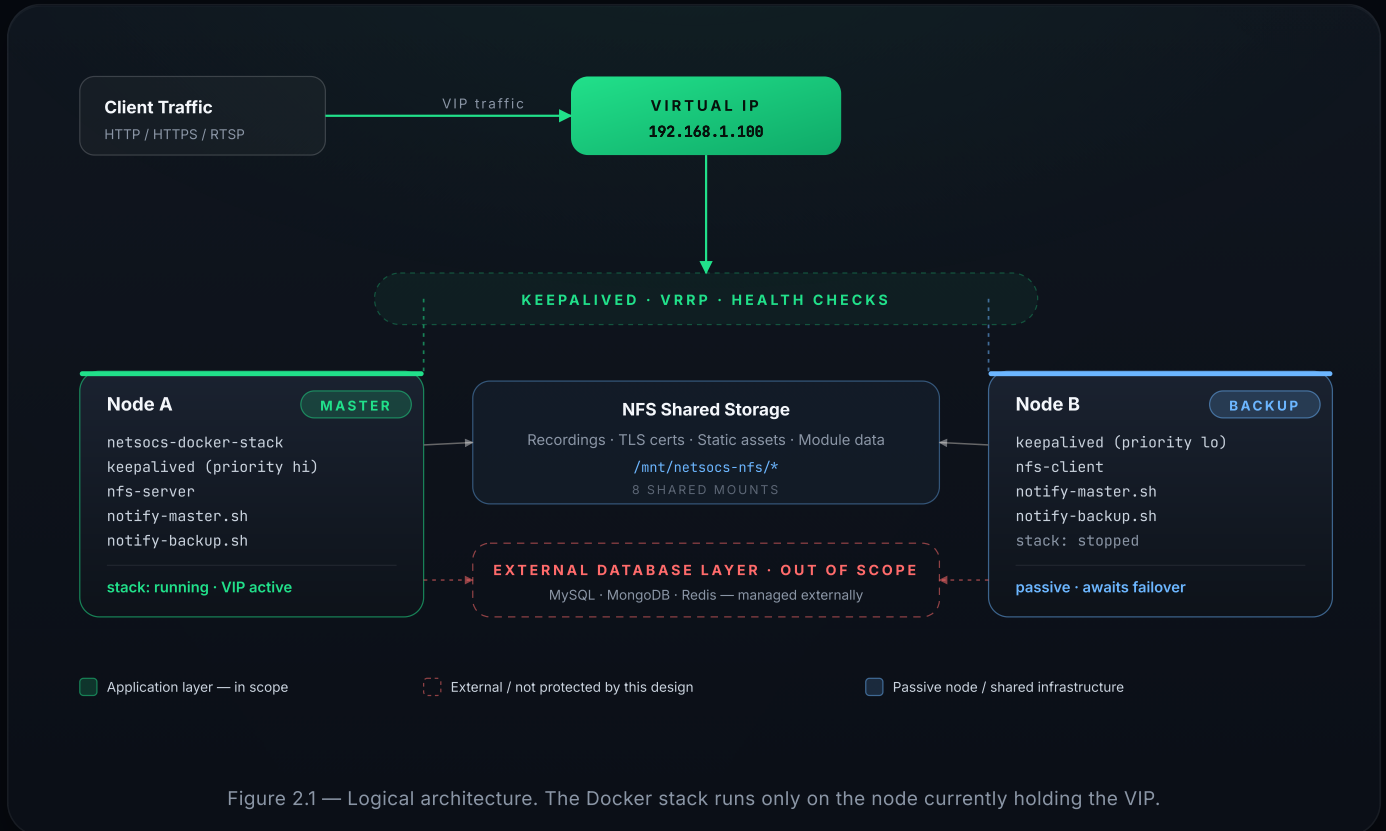 Client Traffic
HTTP / HTTPS / RTSP
VIP traffic
VIRTUAL IP
192.168.1.100
KEEPALIVED · VRRP · HEALTH CHECKS
Node A
MASTER
netsocs-docker-stack
keepalived (priority hi)
nfs-server
notify-master.sh
notify-backup.sh
stack: running · VIP active
NFS Shared Storage
Recordings · TLS certs · Static assets · Module data
/mnt/netsocs-nfs/*
8 SHARED MOUNTS
EXTERNAL DATABASE LAYER · OUT OF SCOPE
MySQL · MongoDB · Redis — managed externally
Node B
BACKUP
keepalived (priority lo)
nfs-client
notify-master.sh
notify-backup.sh
stack: stopped
passive · awaits failover
Application layer — in scope
External / not protected by this design
Passive node / shared infrastructure
Figure 2.1 — Logical architecture. The Docker stack runs only on the node currently holding the VIP.